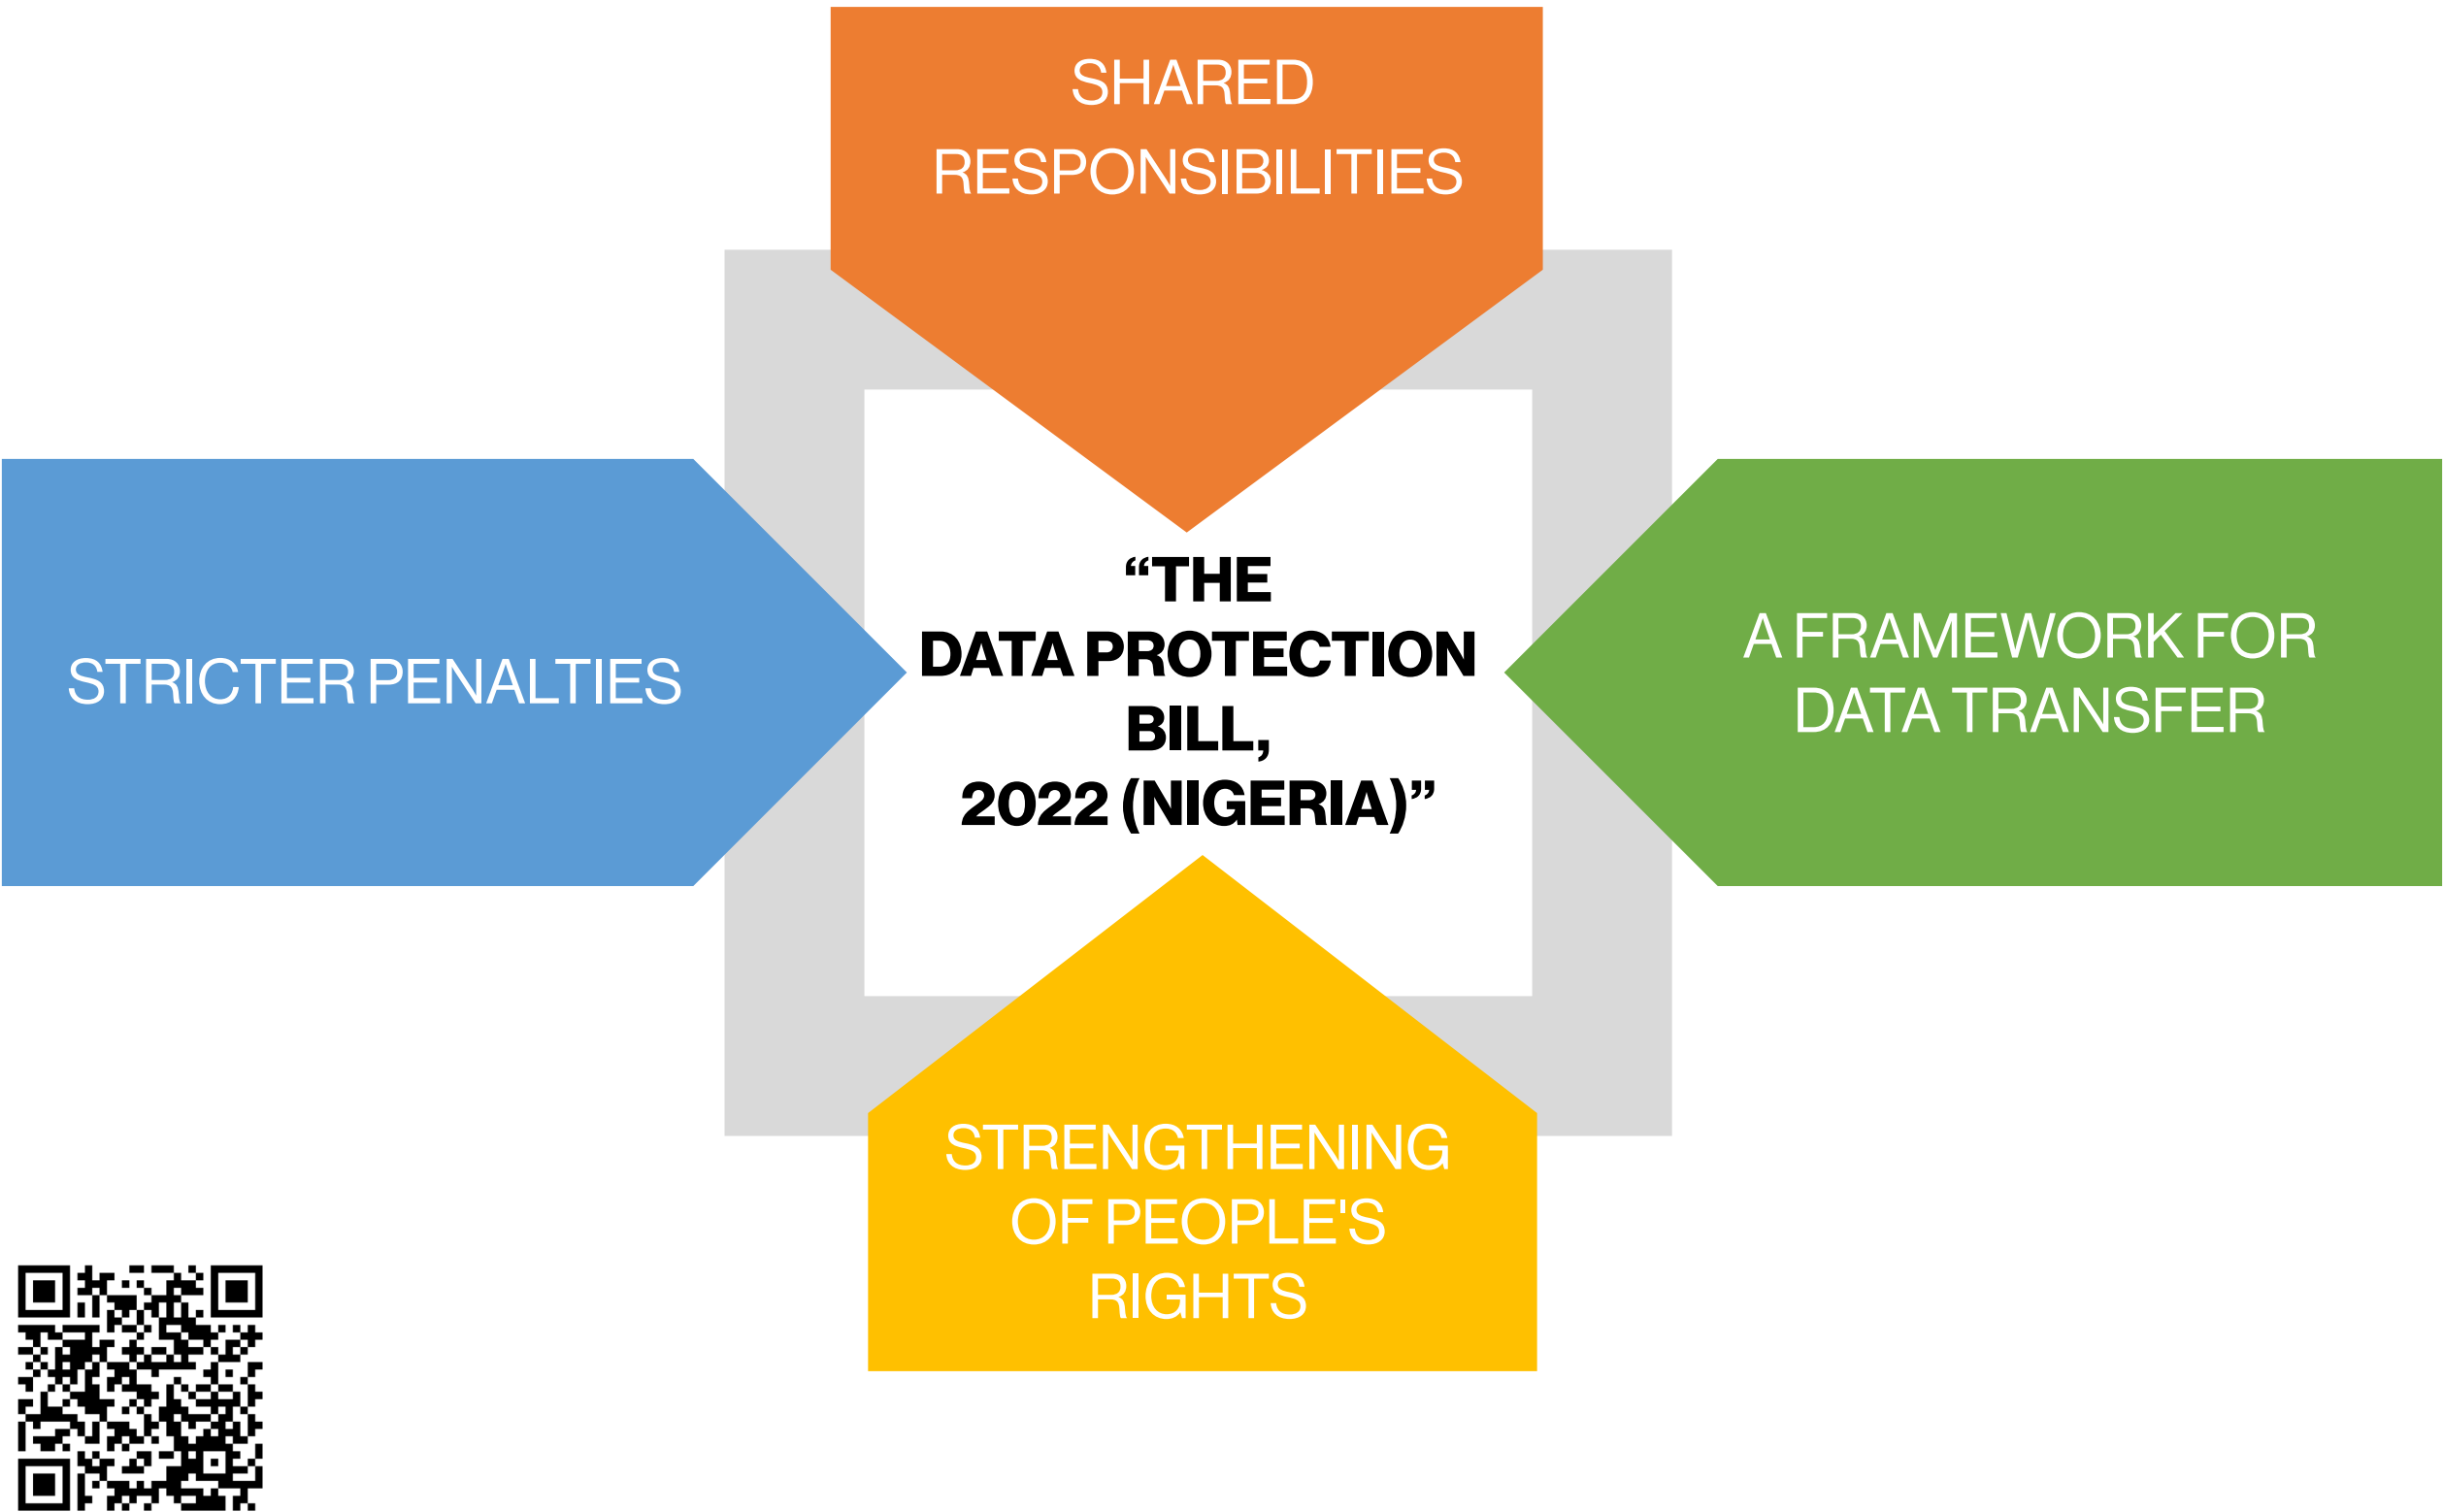 SHARED
RESPONSIBILITIES
STRICTER PENALTIES
“THE
DATA PROTECTION
BILL,
2022 (NIGERIA)”
A FRAMEWORK FOR
DATA TRANSFER
STRENGTHENING
OF PEOPLE'S
RIGHTS